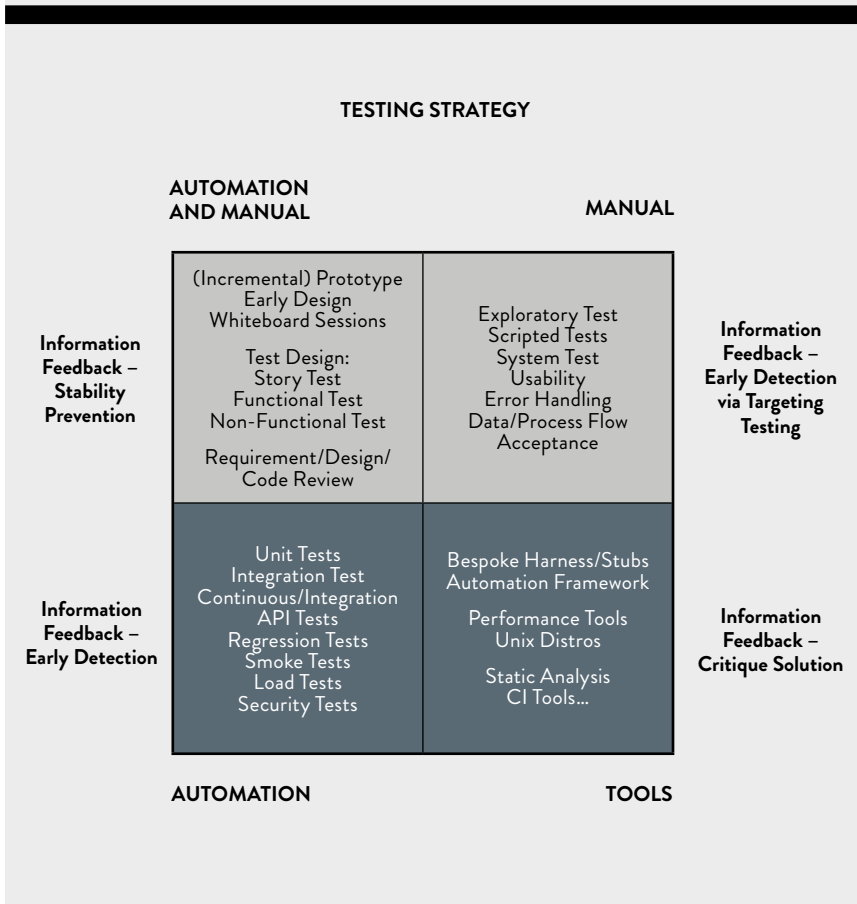 TESTING STRATEGY
AUTOMATION
AND MANUAL
MANUAL
Information
Feedback –
Stability
Prevention
(Incremental) Prototype
Early Design
Whiteboard Sessions
Test Design:
Story Test
Functional Test
Non-Functional Test
Requirement/Design/
Code Review
Exploratory Test
Scripted Tests
System Test
Usability
Error Handling
Data/Process Flow
Acceptance
Information
Feedback –
Early Detection
via Targeting
Testing
Information
Feedback –
Early Detection
Unit Tests
Integration Test
Continuous/Integration
API Tests
Regression Tests
Smoke Tests
Load Tests
Security Tests
Bespoke Harness/Stubs
Automation Framework
Performance Tools
Unix Distros
Static Analysis
CI Tools…
Information
Feedback –
Critique Solution
AUTOMATION
TOOLS